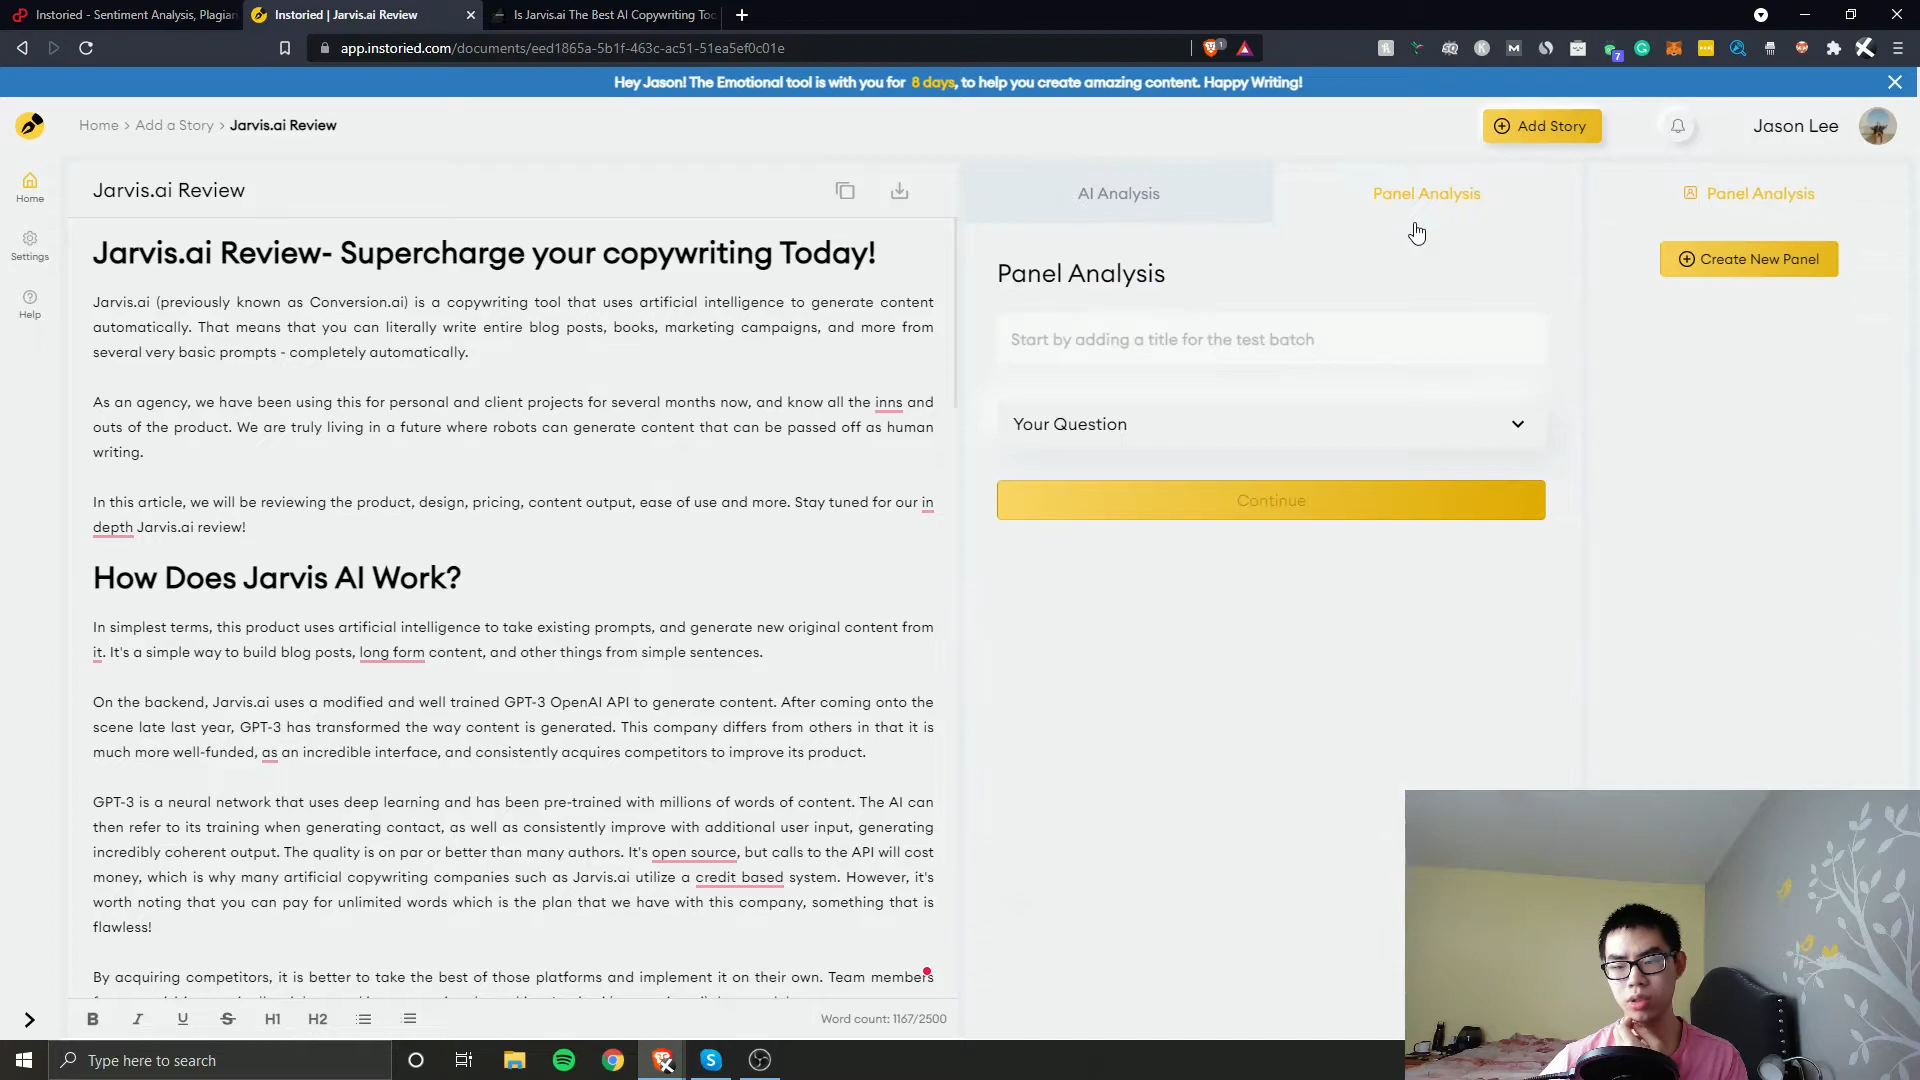 Instoried - Sentiment Analysis, Plagian
Instoried | Jarvis.ai Review
Is Jarvis.ai The Best AI Copywriting Too
app.instoried.com/documents/eed1865a-5b1f-463c-ac51-51ea5ef0c01e
1
7
Hey Jason! The Emotional tool is with you for 8 days, to help you create amazing content. Happy Writing!
Home > Add a Story > Jarvis.ai Review
Add Story
Jason Lee
Home
Settings
Help
Jarvis.ai Review
AI Analysis
Panel Analysis
Panel Analysis
Create New Panel
Jarvis.ai Review- Supercharge your copywriting Today!
Jarvis.ai (previously known as Conversion.ai) is a copywriting tool that uses artificial intelligence to generate content
automatically. That means that you can literally write entire blog posts, books, marketing campaigns, and more from
several very basic prompts - completely automatically.
As an agency, we have been using this for personal and client projects for several months now, and know all the inns and
outs of the product. We are truly living in a future where robots can generate content that can be passed off as human
writing.
In this article, we will be reviewing the product, design, pricing, content output, ease of use and more. Stay tuned for our in
depth Jarvis.ai review!
How Does Jarvis AI Work?
In simplest terms, this product uses artificial intelligence to take existing prompts, and generate new original content from
it. It's a simple way to build blog posts, long form content, and other things from simple sentences.
On the backend, Jarvis.ai uses a modified and well trained GPT-3 OpenAI API to generate content. After coming onto the
scene late last year, GPT-3 has transformed the way content is generated. This company differs from others in that it is
much more well-funded, as an incredible interface, and consistently acquires competitors to improve its product.
GPT-3 is a neural network that uses deep learning and has been pre-trained with millions of words of content. The AI can
then refer to its training when generating contact, as well as consistently improve with additional user input, generating
incredibly coherent output. The quality is on par or better than many authors. It's open source, but calls to the API will cost
money, which is why many artificial copywriting companies such as Jarvis.ai utilize a credit based system. However, it's
worth noting that you can pay for unlimited words which is the plan that we have with this company, something that is
flawless!
By acquiring competitors, it is better to take the best of those platforms and implement it on their own. Team members
Panel Analysis
Start by adding a title for the test batch
Your Question
Continue
B I U S H1 H2
Word count: 1167/2500
Type here to search